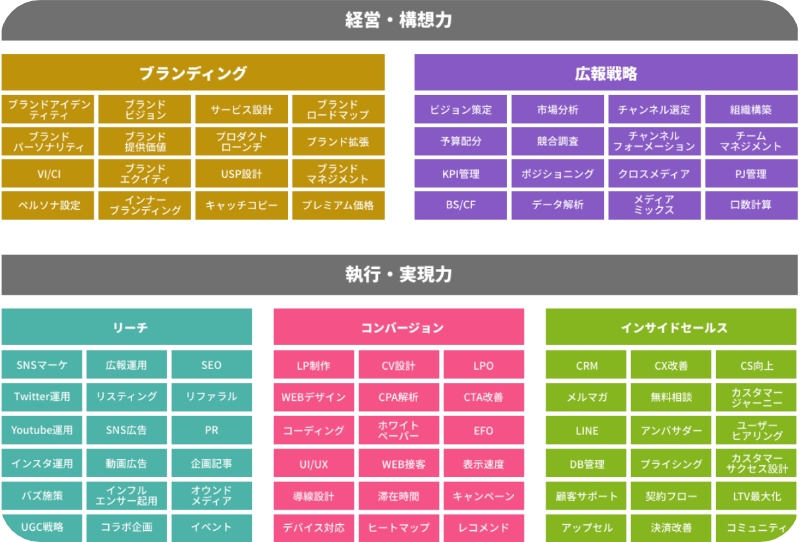 経営・構想力
ブランディング
広報戦略
ブランドアイデン
ティティ
ブランド
ビジョン
サービス設計
ブランド
ロードマップ
ビジョン策定
市場分析
チャンネル選定
組織構築
ブランド
パーソナリティ
ブランド
提供価値
プロダクト
ローンチ
ブランド拡張
予算配分
競合調査
チャンネル
フォーメーション
チーム
マネジメント
VI/CI
ブランド
エクイティ
USP設計
ブランド
マネジメント
KPI管理
ポジショニング
クロスメディア
PJ管理
ペルソナ設定
インナー
ブランディング
キャッチコピー
プレミアム価格
BS/CF
データ解析
メディア
ミックス
口数計算
執行・実現力
リーチ
コンバージョン
インサイドセールス
SNSマーケ
広報運用
SEO
LP制作
CV設計
LPO
CRM
CX改善
CS向上
Twitter運用
リスティング
リファラル
WEBデザイン
CPA解析
CTA改善
メルマガ
無料相談
カスタマー
ジャーニー
Youtube運用
SNS広告
PR
コーディング
ホワイト
ペーパー
EFO
LINE
アンバサダー
ユーザー
ヒアリング
インスタ運用
動画広告
企画記事
UI/UX
WEB接客
表示速度
DB管理
プライシング
カスタマー
サクセス設計
バズ施策
インフル
エンサー起用
オウンド
メディア
導線設計
滞在時間
キャンペーン
顧客サポート
契約フロー
LTV最大化
UGC戦略
コラボ企画
イベント
デバイス対応
ヒートマップ
レコメンド
アップセル
決済改善
コミュニティ